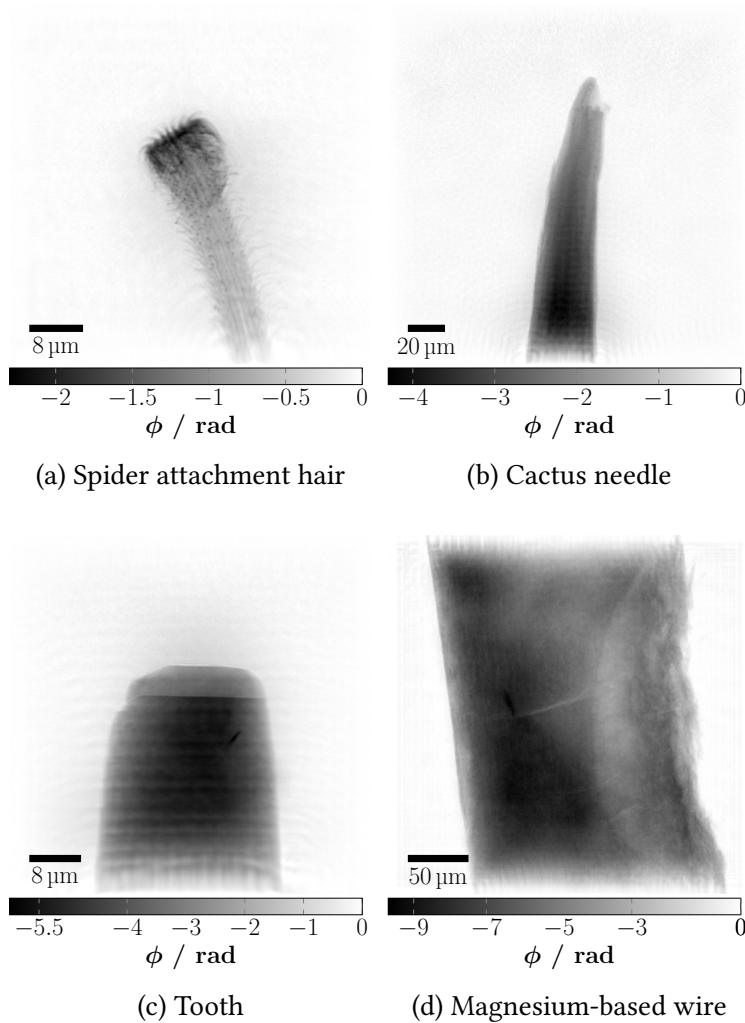 8 µm
20 µm
−2 −1.5 −1 −0.5 0
−4 −3 −2 −1 0
ϕ / rad
ϕ / rad
(a) Spider attachment hair
(b) Cactus needle
8 µm
50 µm
−5.5 −4 −3 −2 −1 0
−9 −7 −5 −3 0
ϕ / rad
ϕ / rad
(c) Tooth
(d) Magnesium-based wire